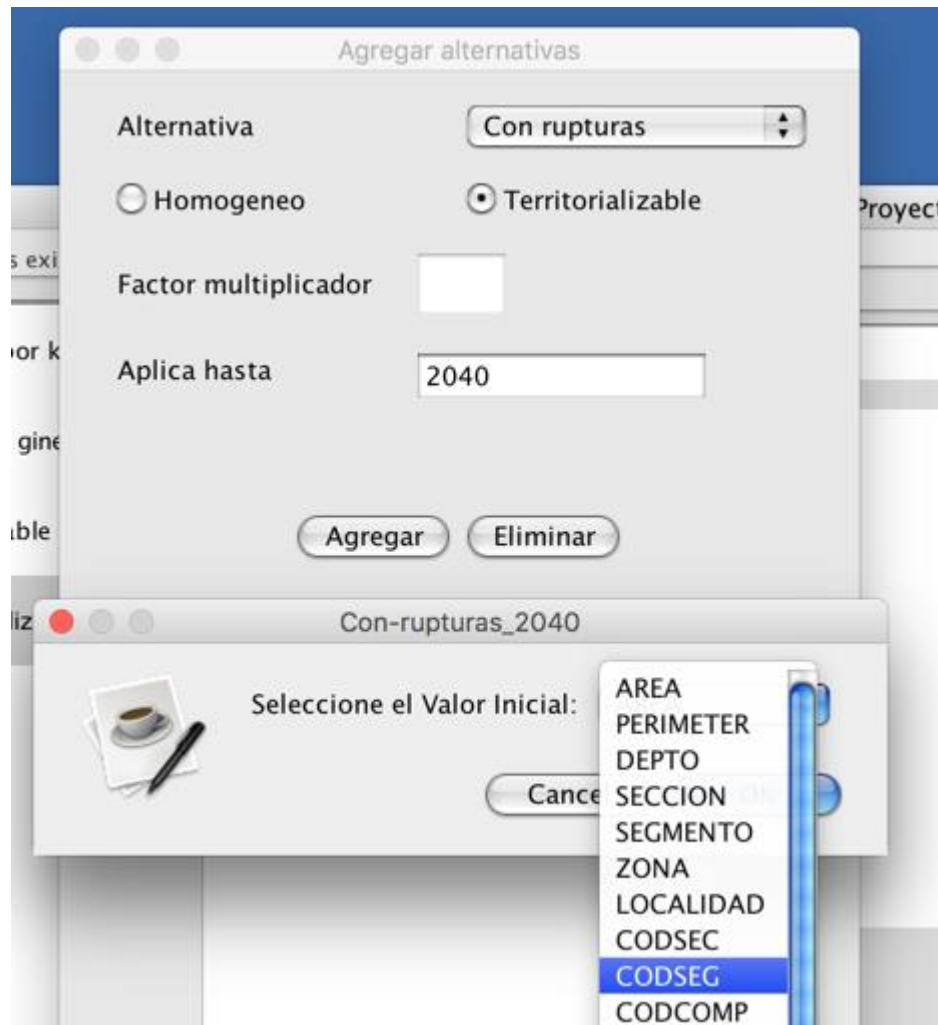 Agregar alternativas
Alternativa Con rupturas
Homogeneo Territorializable
Proyec
s exi
Factor multiplicador
or k
Aplica hasta 2040
gine
able
Agregar Eliminar
liz
Con-rupturas_2040
Seleccione el Valor Inicial:
AREA
PERIMETER
DEPTO
Cance
SECCION
SEGMENTO
ZONA
LOCALIDAD
CODSEC
CODSEG
CODCOMP